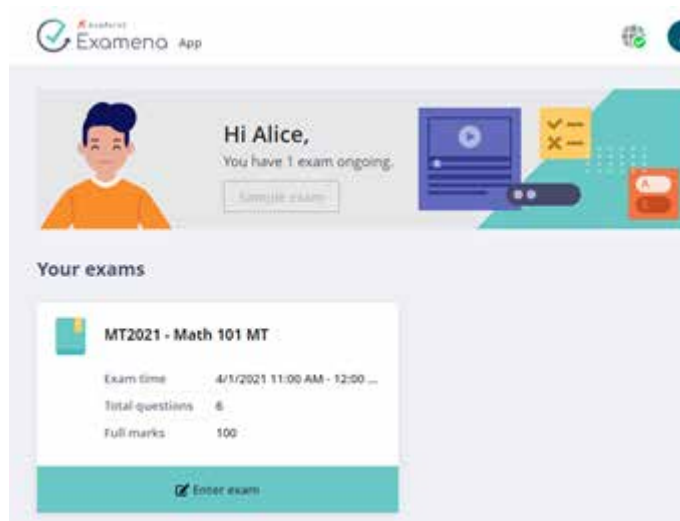 Examena App
Hi Alice,
You have 1 exam ongoing.
Sample exam
Your exams
MT2021 - Math 101 MT
Exam time 4/1/2021 11:00 AM - 12:00 ...
Total questions 6
Full marks 100
Enter exam